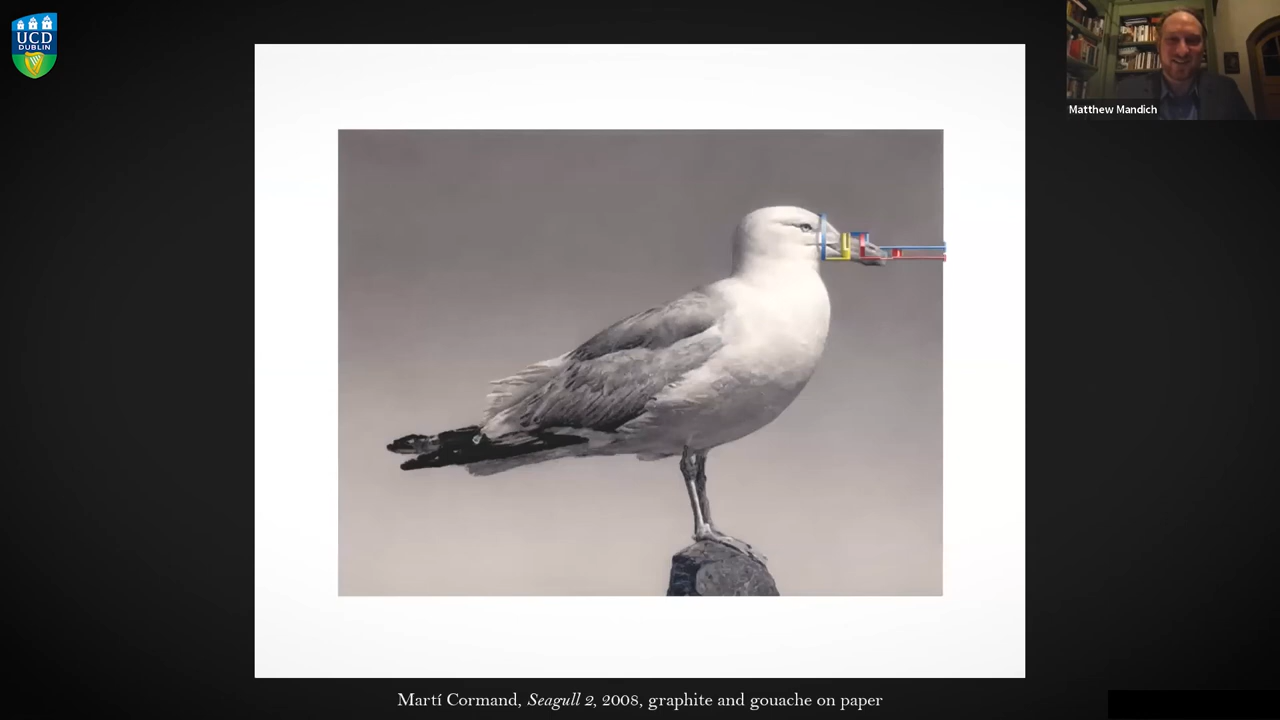 UCD
DUBLIN
Matthew Mandich
Martí Cormand, Seagull 2, 2008, graphite and gouache on paper